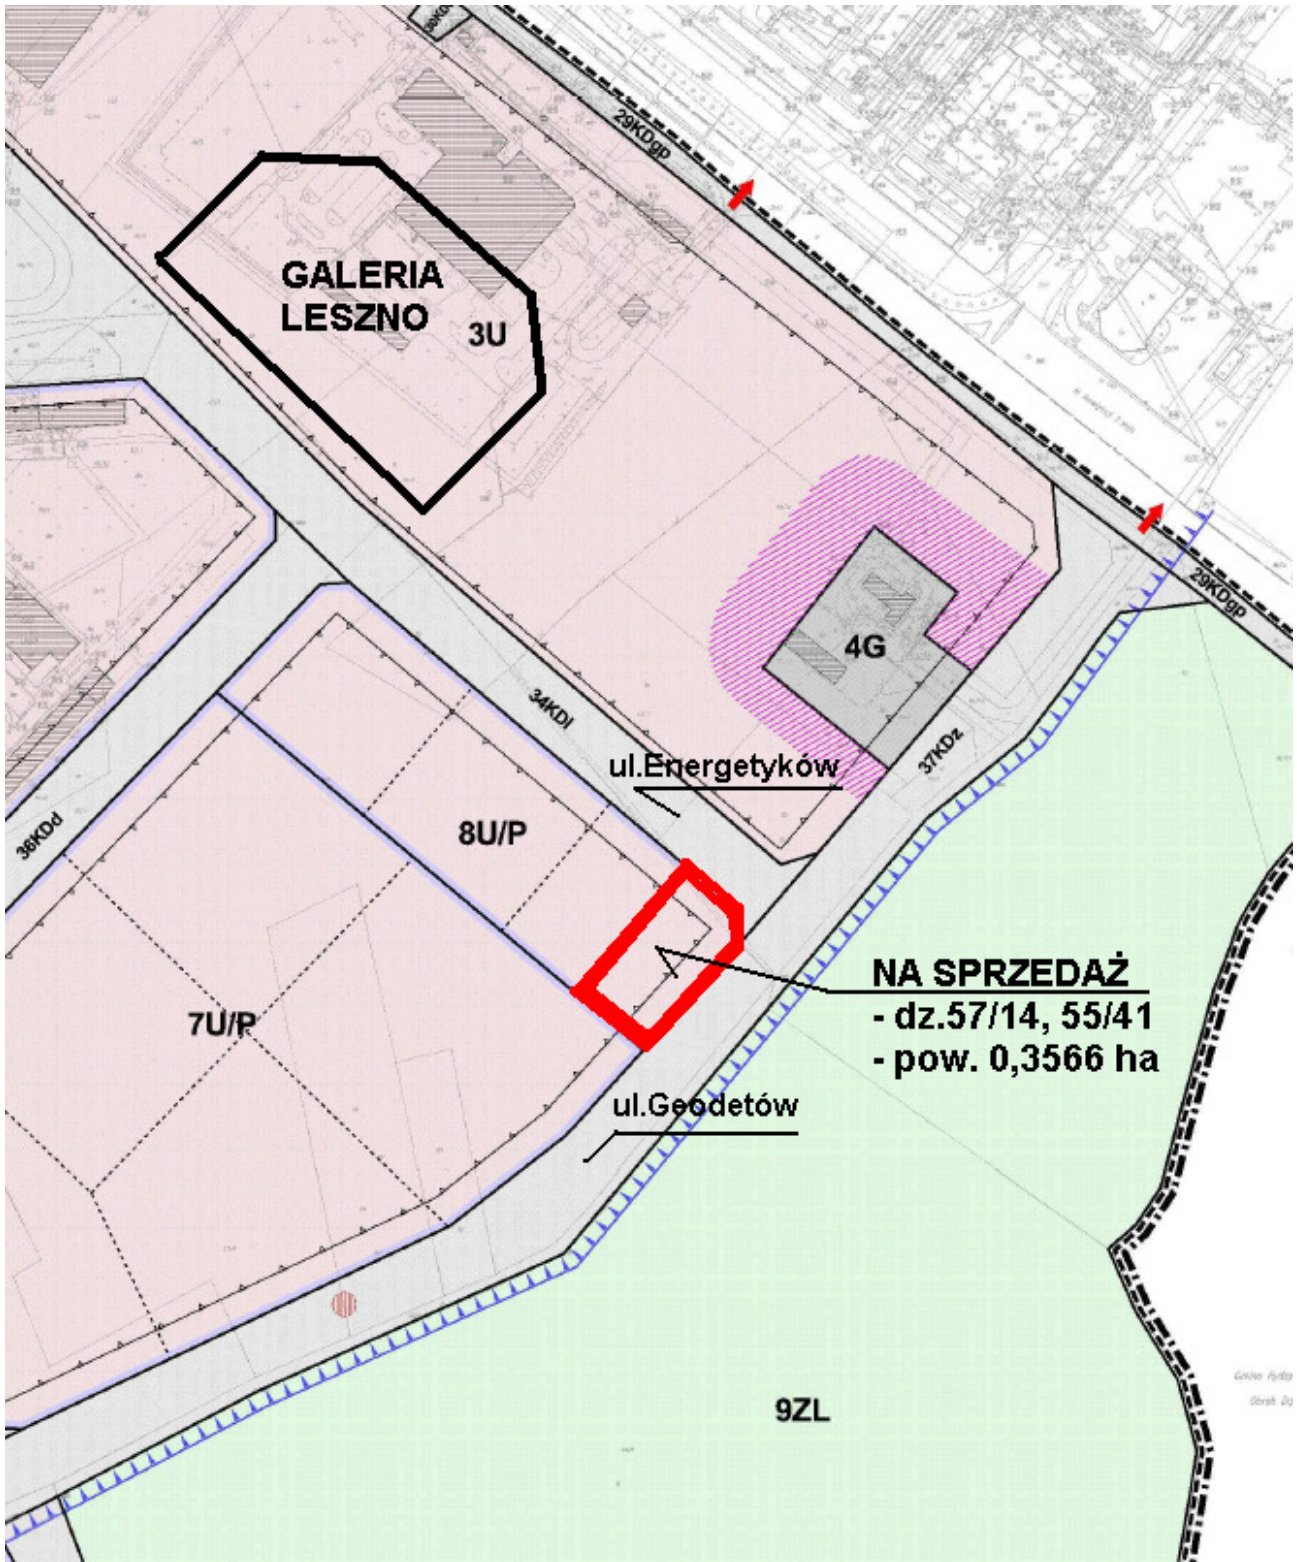 29KDgp
GALERIA
LESZNO
3U
4G
29KDgp
34KDl
37KDz
ul.Energetyków
36KDd
8U/P
NA SPRZEDAŻ
- dz.57/14, 55/41
- pow. 0,3566 ha
7U/P
ul.Geodetów
9ZL